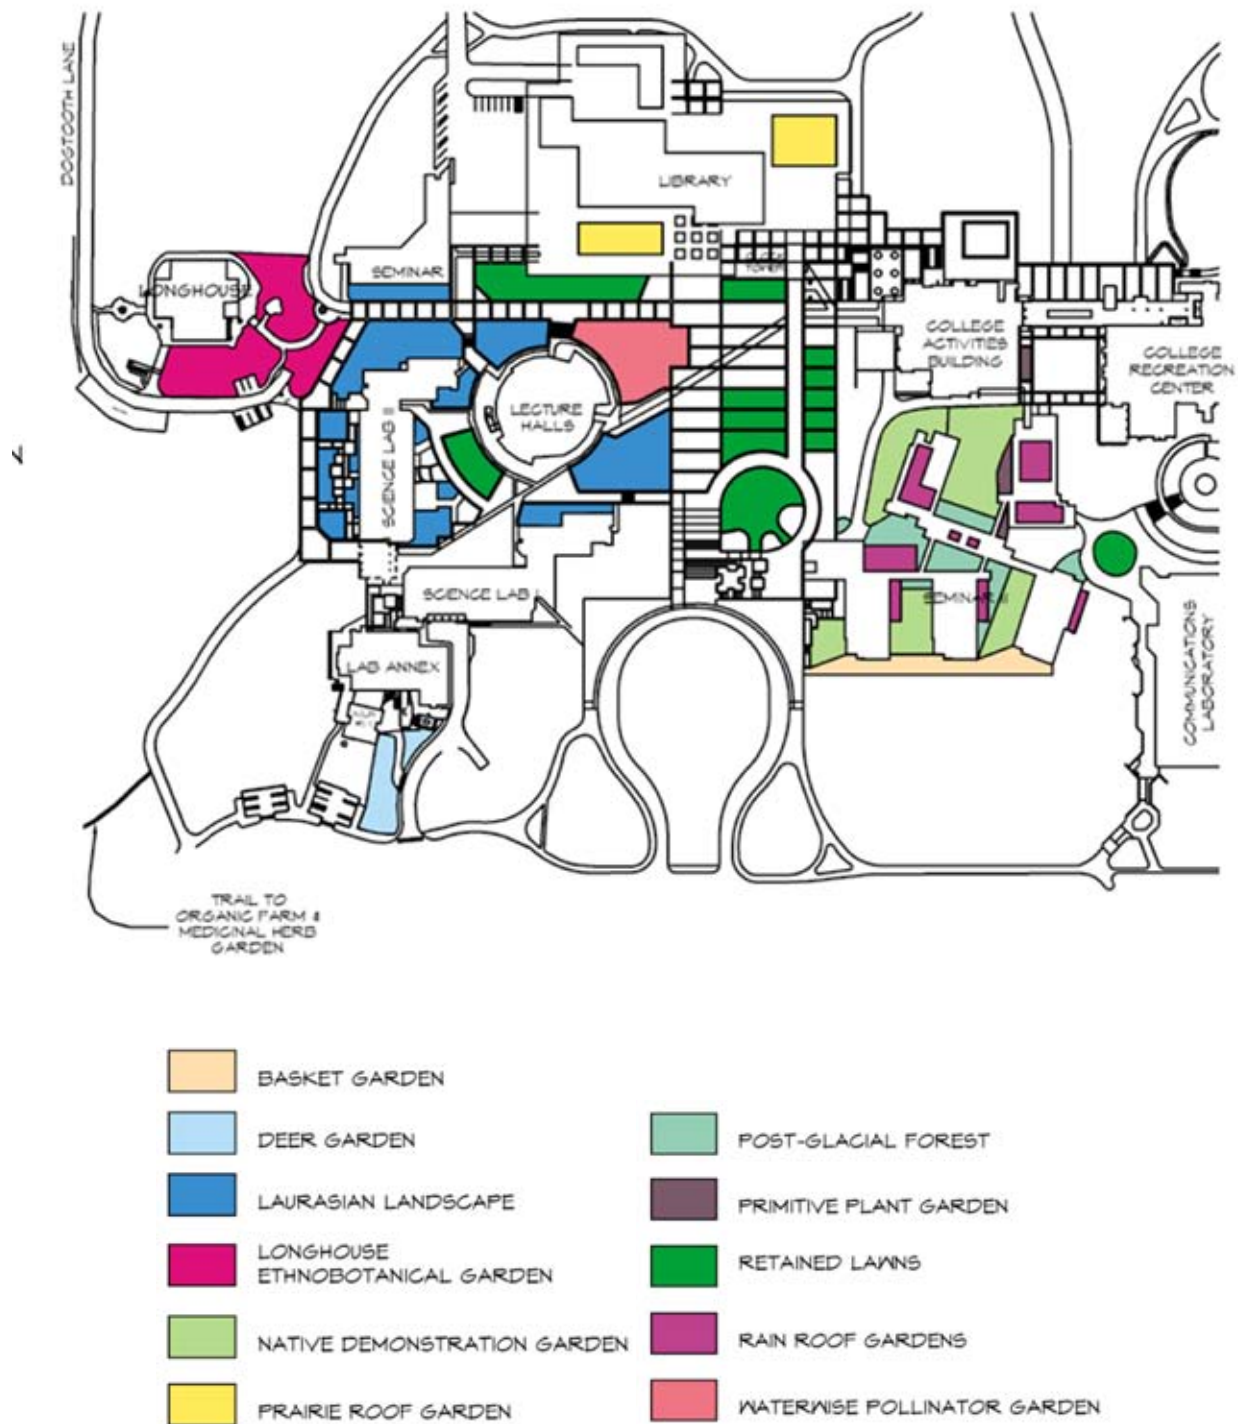 DOGTOOTH LANE
LIBRARY
SEMINAR
LONGHOUSE
TOWER
COLLEGE
ACTIVITIES
BUILDING
COLLEGE
RECREATION
CENTER
LECTURE
HALLS
SCIENCE LAB II
SCIENCE LAB I
SEMINAR II
LAB ANNEX
COMMUNICATIONS
LABORATORY
TRAIL TO
ORGANIC FARM &
MEDICINAL HERB
GARDEN
BASKET GARDEN
DEER GARDEN
LAURASIAN LANDSCAPE
LONGHOUSE
ETHNOBOTANICAL GARDEN
NATIVE DEMONSTRATION GARDEN
PRAIRIE ROOF GARDEN
POST-GLACIAL FOREST
PRIMITIVE PLANT GARDEN
RETAINED LAWNS
RAIN ROOF GARDENS
WATERWISE POLLINATOR GARDEN